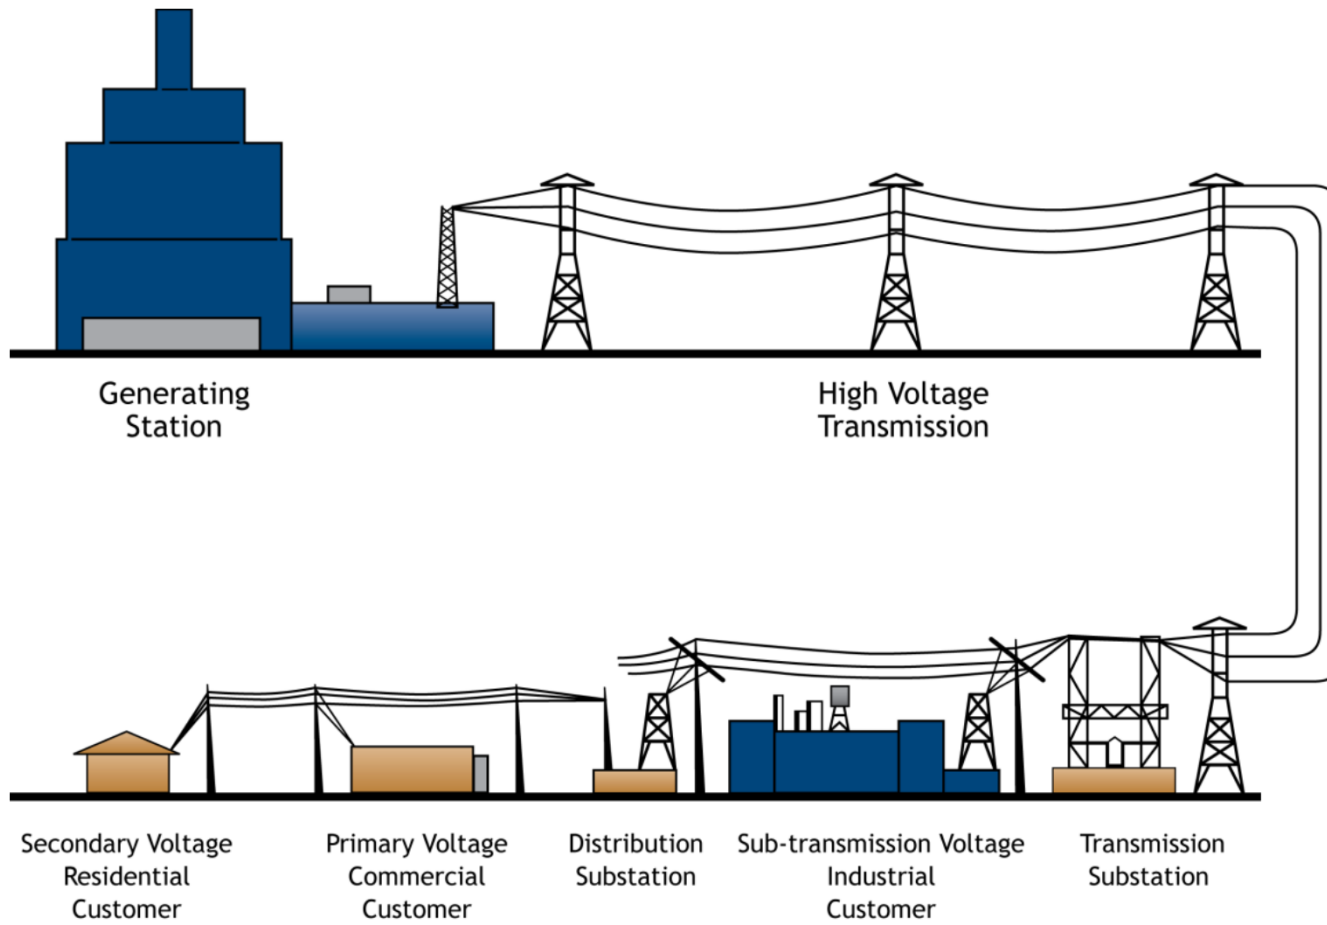 Generating
Station
High Voltage
Transmission
Secondary Voltage
Residential
Customer
Primary Voltage
Commercial
Customer
Distribution
Substation
Sub-transmission Voltage
Industrial
Customer
Transmission
Substation